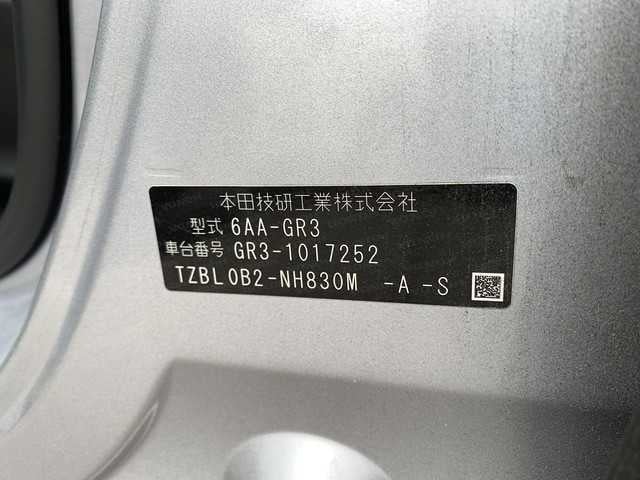 本田技研工業株式会社
型式 6AA-GR3
車台番号 GR3-1017252
TZBL0B2-NH830M -A -S